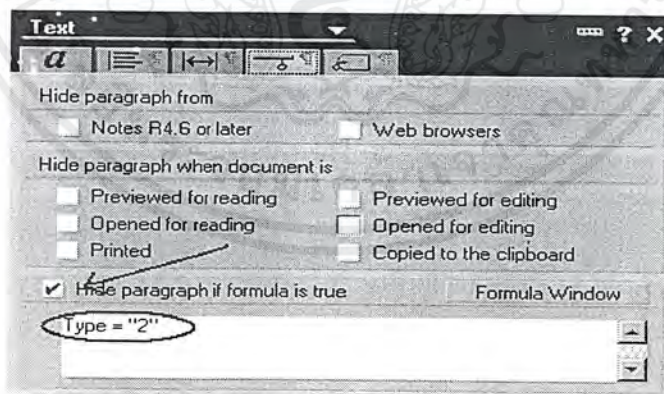 Text ? X
a
Hide paragraph from
Notes R4.6 or later Web browsers
Hide paragraph when document is
Previewed for reading Previewed for editing
Opened for reading Opened for editing
Printed Copied to the clipboard
Hide paragraph if formula is true Formula Window
Type = "2"